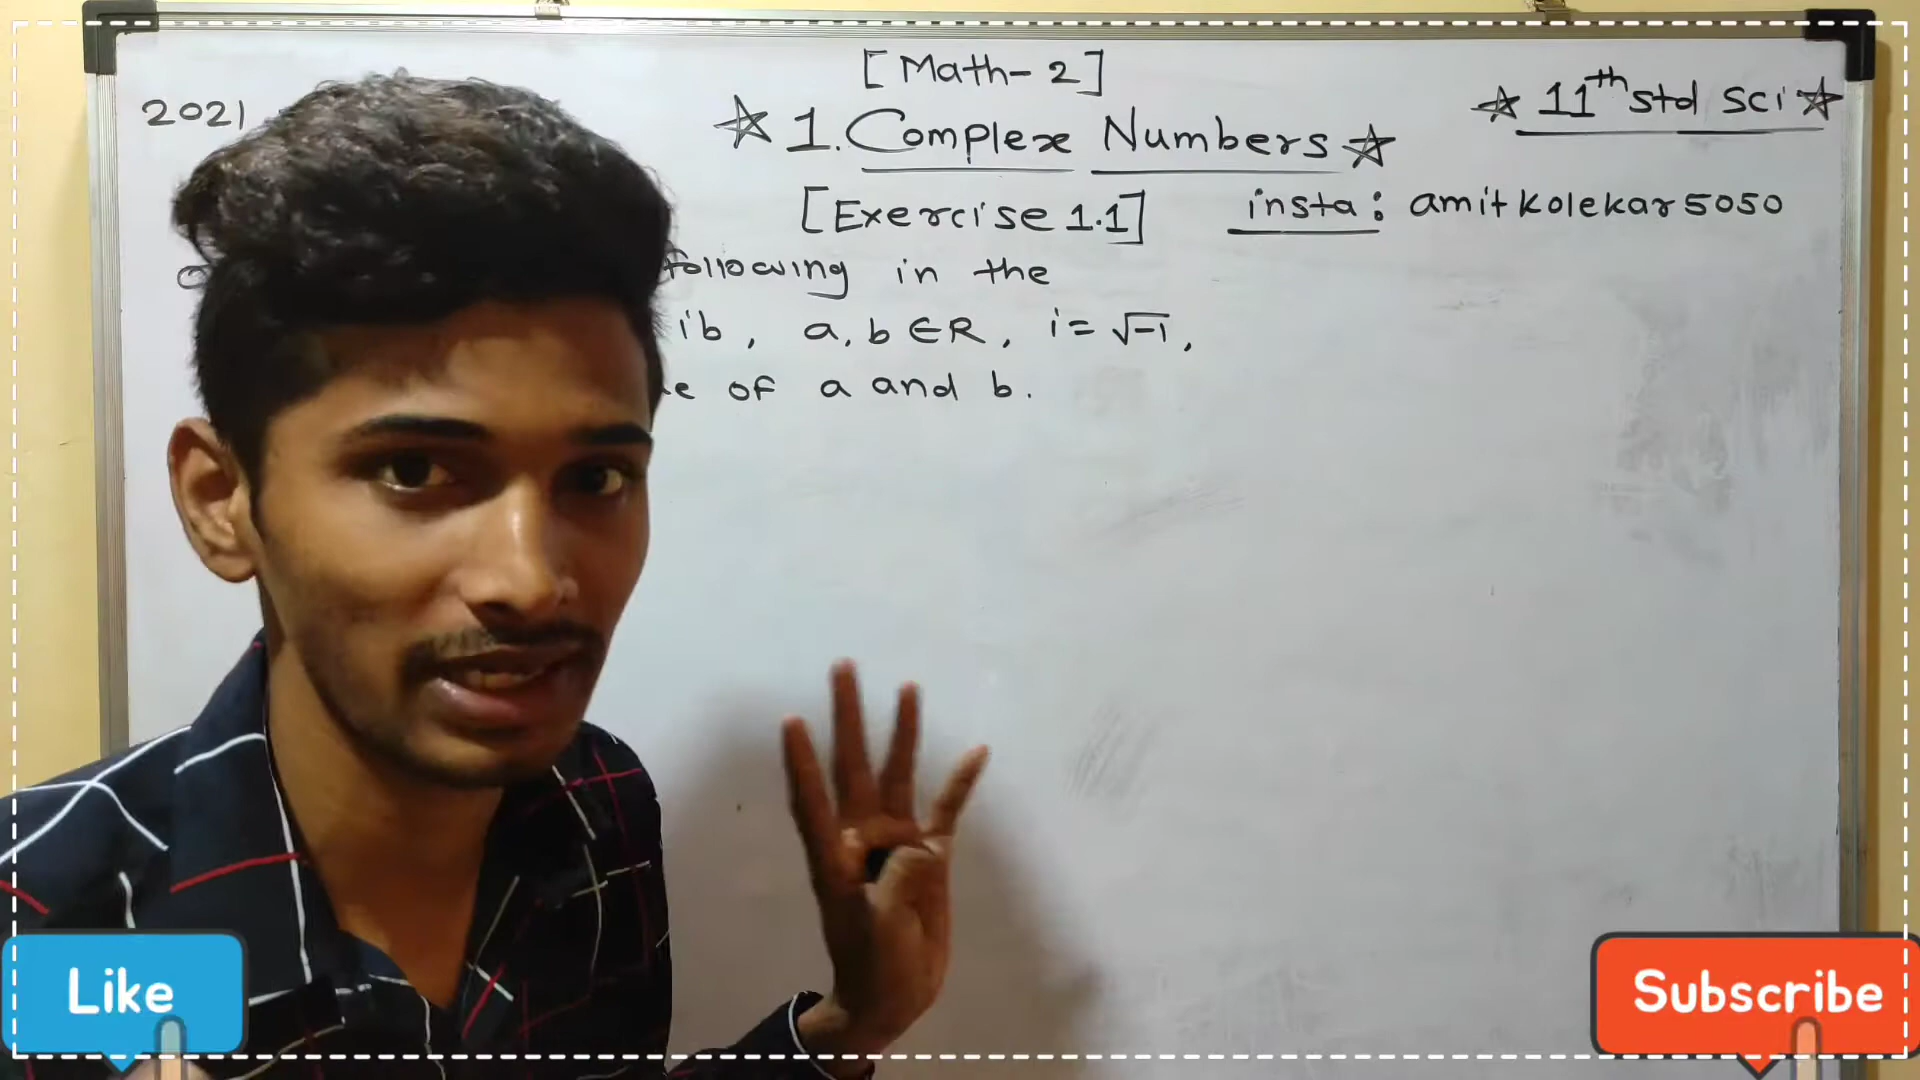 [Math-2]
2021
☆ 1. Complex Numbers ☆
☆ 11th std sci ☆
[Exercise 1.1]
insta: amitkolekar5050
following in the
ib, a, b ∈ R, i = √-1,
of a and b.
Like
Subscribe